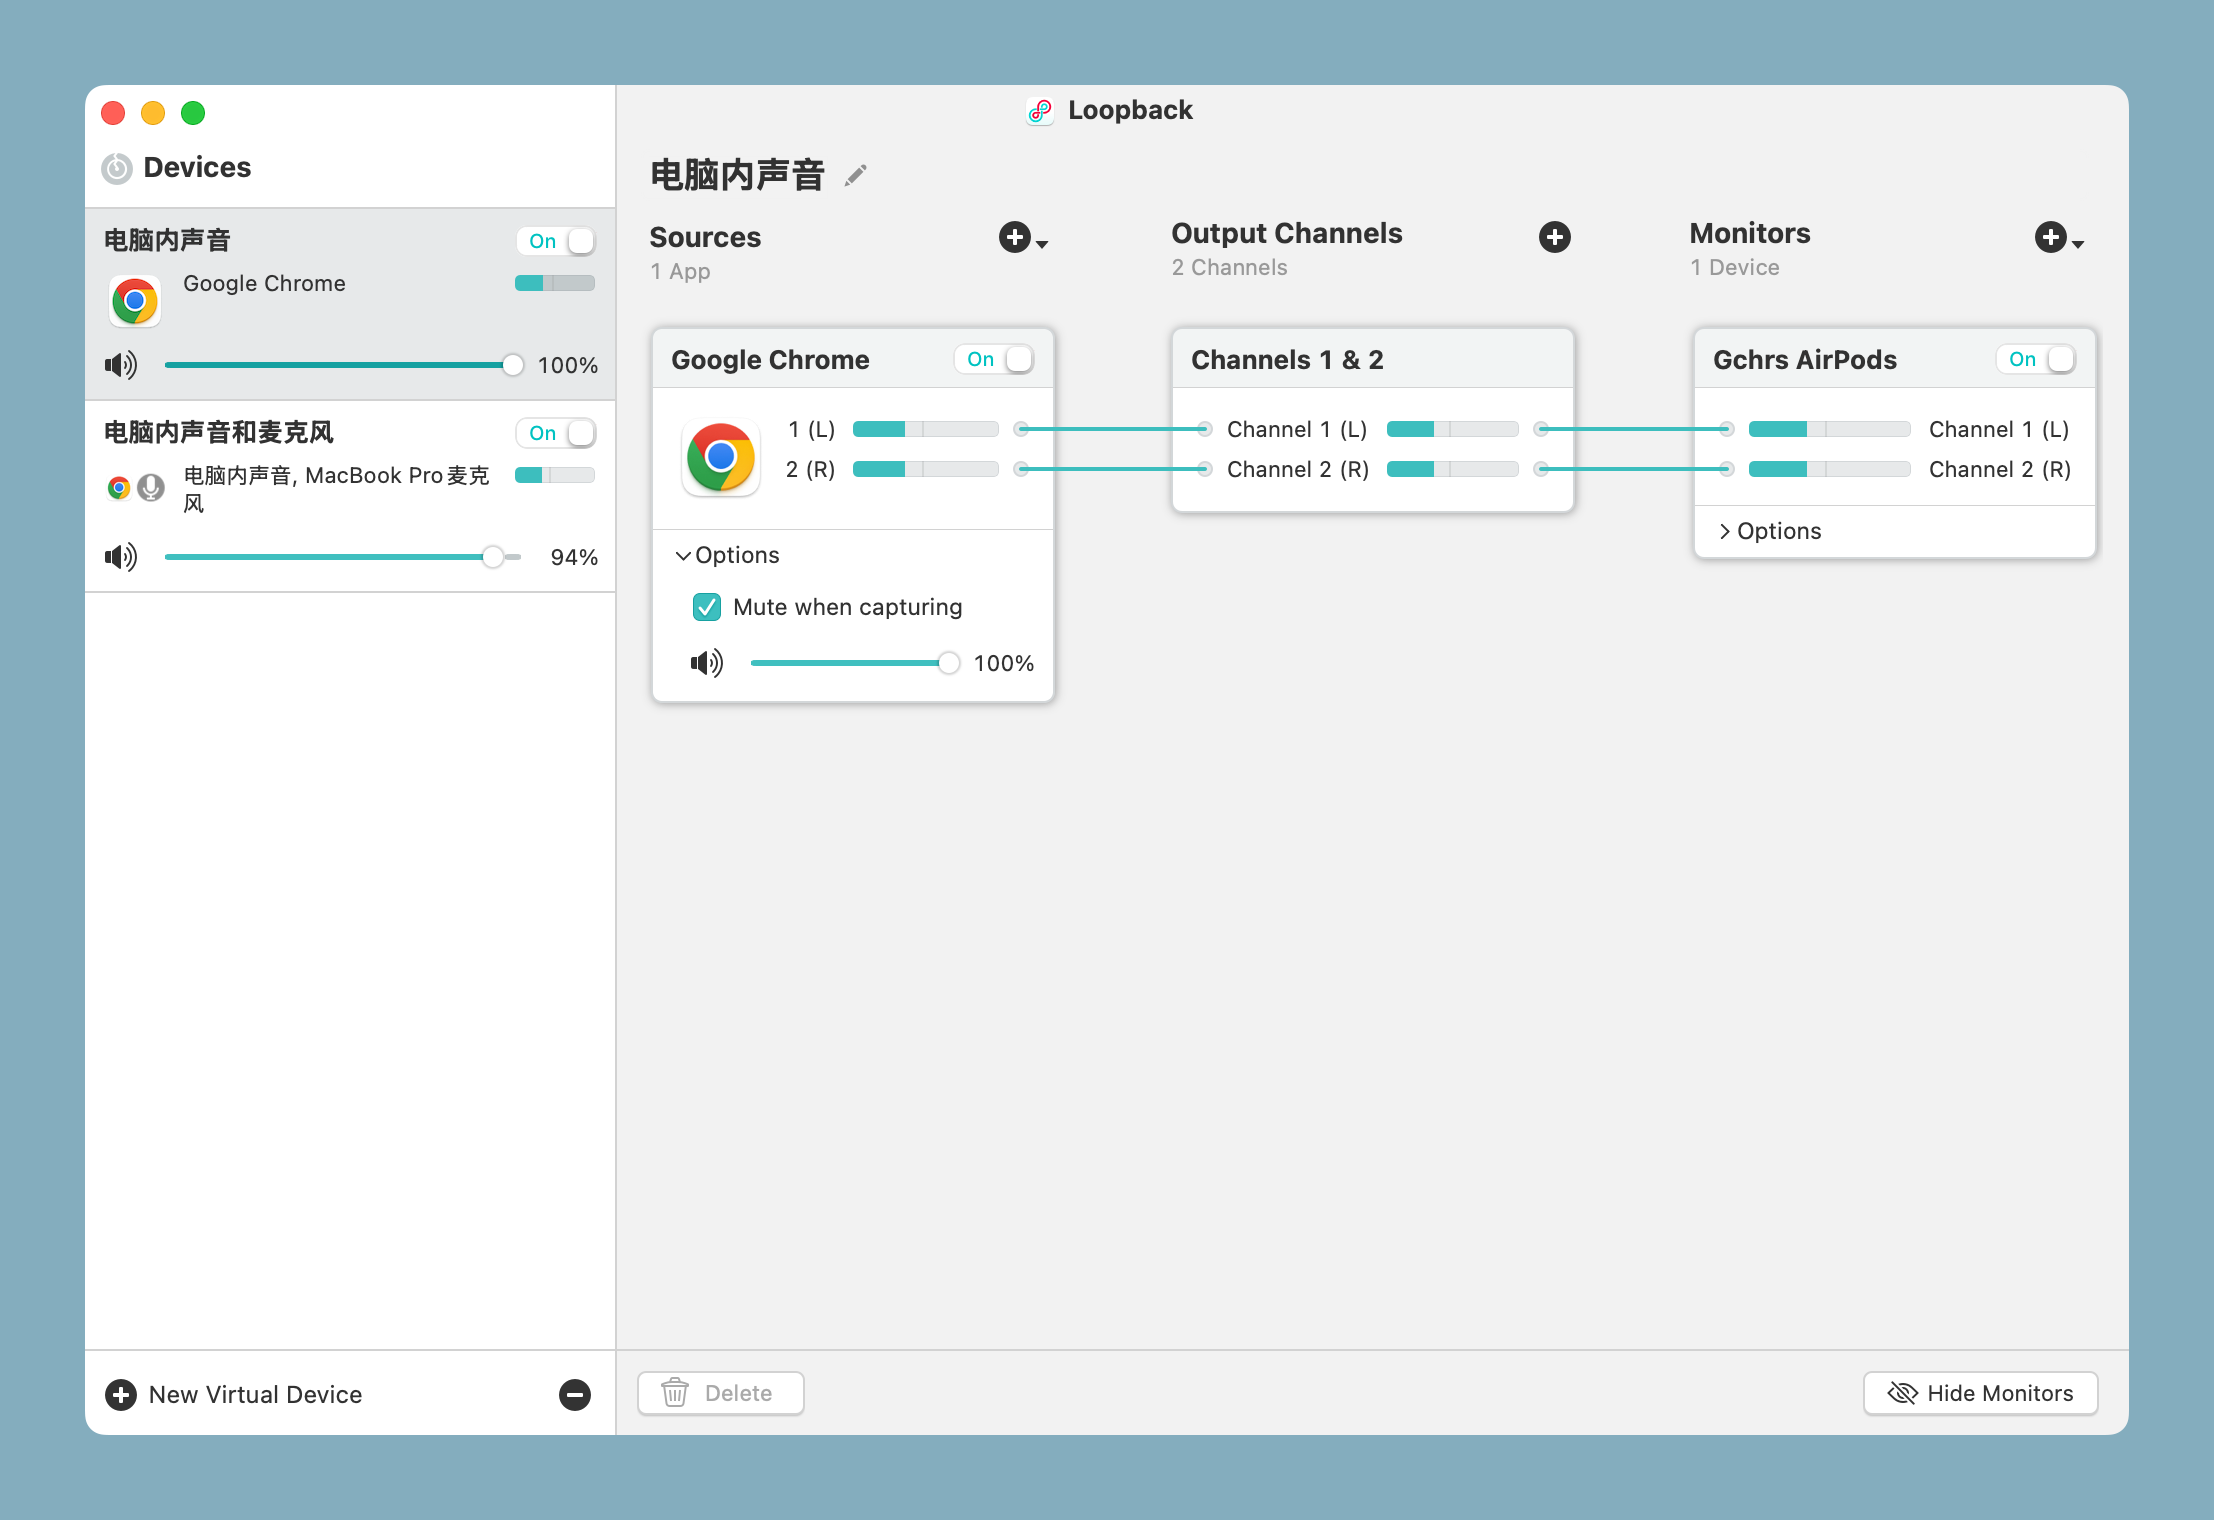 Loopback
Devices
电脑内声音
On
Google Chrome
100%
电脑内声音和麦克风
On
电脑内声音, MacBook Pro麦克
风
94%
New Virtual Device
电脑内声音
Sources
1 App
Output Channels
2 Channels
Monitors
1 Device
Google Chrome
On
1 (L)
2 (R)
Options
Mute when capturing
100%
Channels 1 & 2
Channel 1 (L)
Channel 2 (R)
Gchrs AirPods
On
Channel 1 (L)
Channel 2 (R)
Options
Delete
Hide Monitors